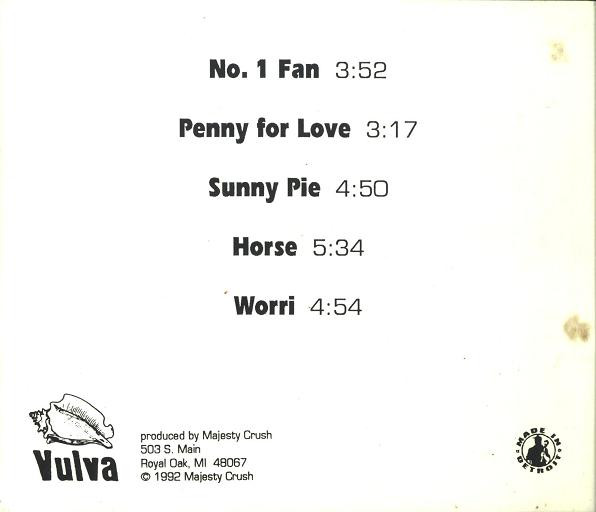 No. 1 Fan 3:52
Penny for Love 3:17
Sunny Pie 4:50
Horse 5:34
Worri 4:54
Vulva
produced by Majesty Crush
503 S. Main
Royal Oak, MI 48067
© 1992 Majesty Crush
MADE IN
DETROIT